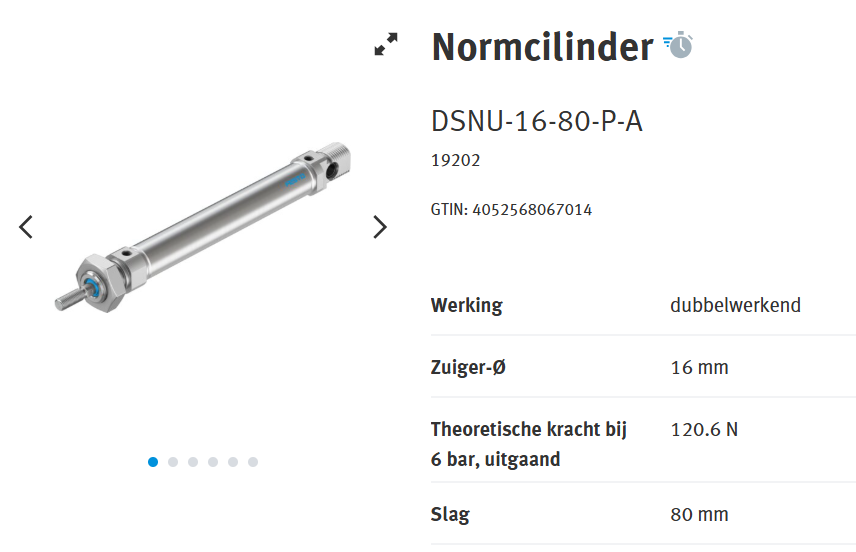 Normcilinder
DSNU-16-80-P-A
19202
GTIN: 4052568067014
Werking dubbelwerkend
Zuiger-Ø 16 mm
Theoretische kracht bij 120.6 N
6 bar, uitgaand
Slag 80 mm